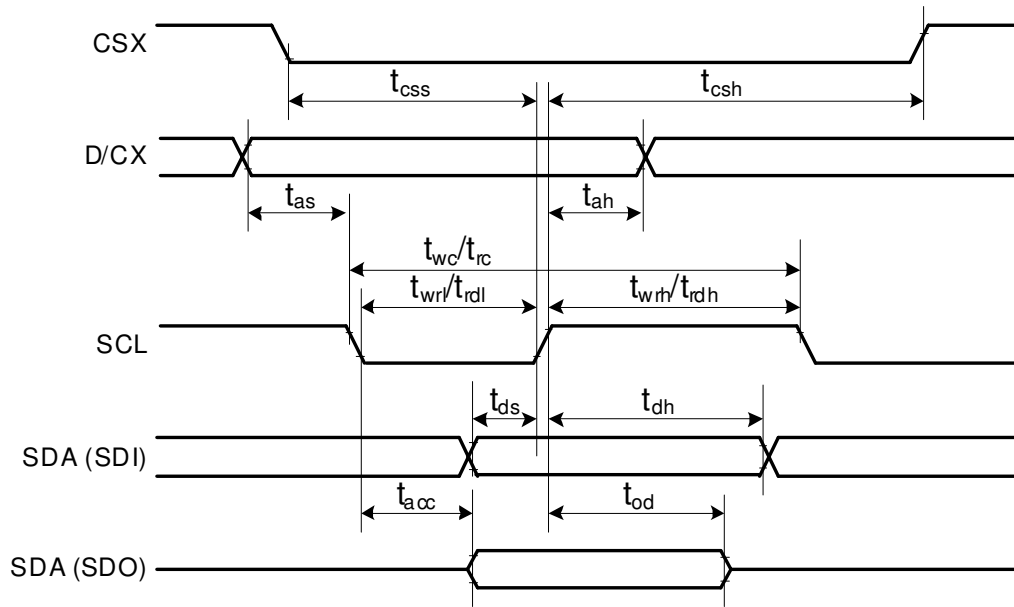 CSX
tcss
tcsh
D/CX
tas
tah
twc/trc
twrl/trdl
twrh/trdh
SCL
tds
tdh
SDA (SDI)
tacc
tod
SDA (SDO)